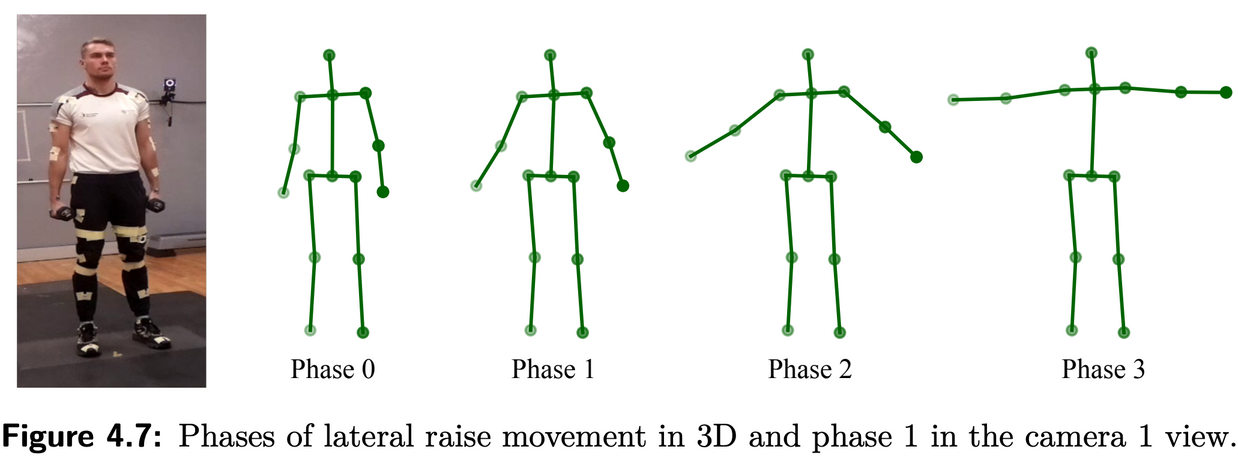 Phase 0 Phase 1 Phase 2 Phase 3
Figure 4.7: Phases of lateral raise movement in 3D and phase 1 in the camera 1 view.